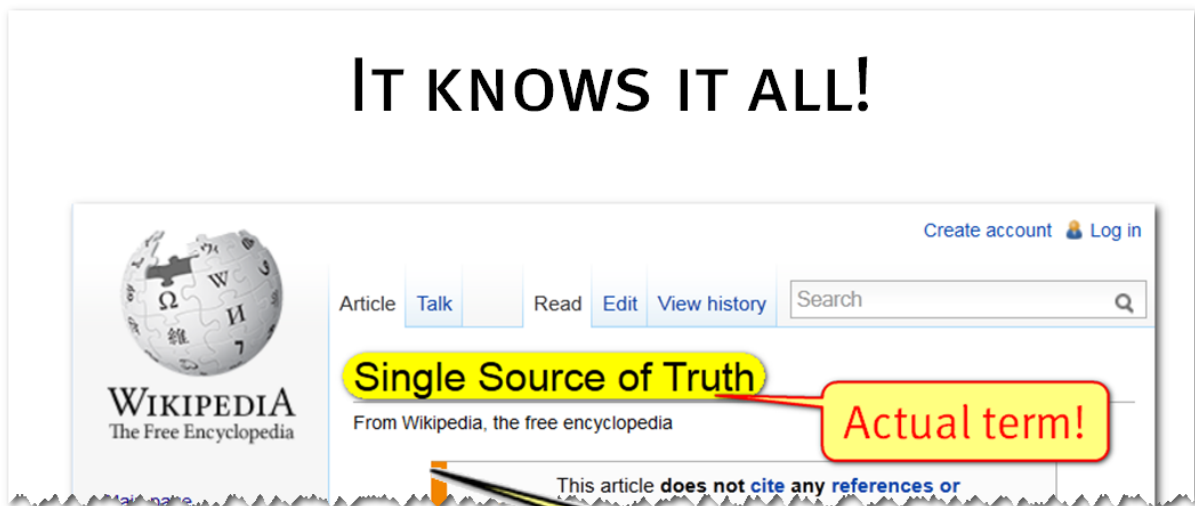 It knows it all!
Create account Log in
Article Talk Read Edit View history Search
Single Source of Truth
Actual term!
WIKIPEDIA
The Free Encyclopedia
From Wikipedia, the free encyclopedia
This article does not cite any references or
Main page